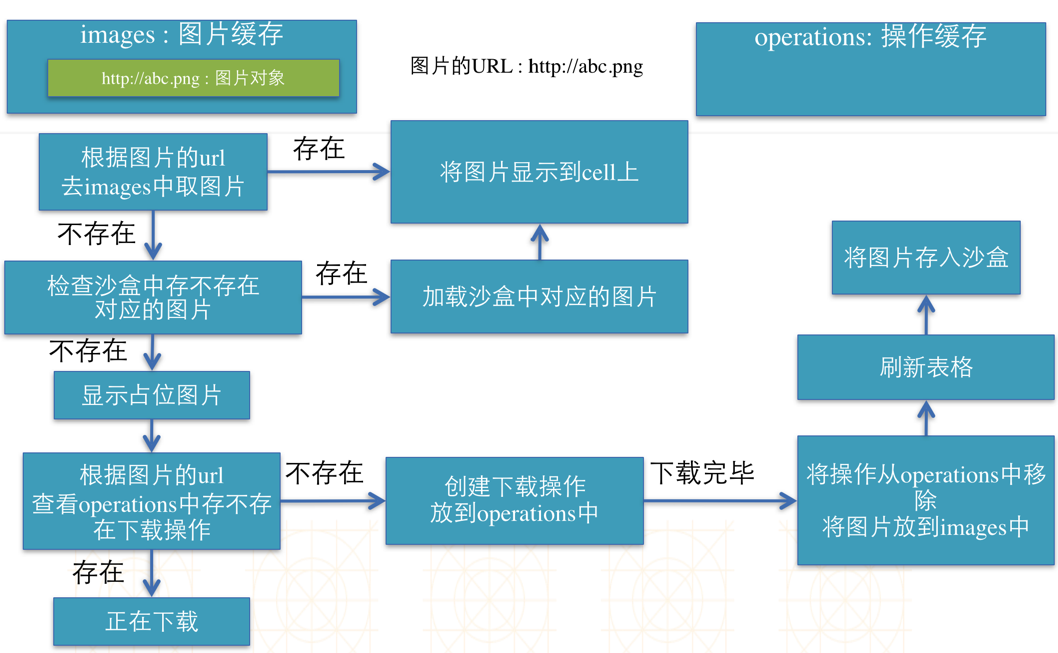 images : 图片缓存
http://abc.png : 图片对象
图片的URL : http://abc.png
operations: 操作缓存
根据图片的url
去images中取图片
存在
将图片显示到cell上
不存在
检查沙盒中存不存在
对应的图片
存在
加载沙盒中对应的图片
将图片存入沙盒
不存在
显示占位图片
刷新表格
根据图片的url
查看operations中存不存
在下载操作
不存在
创建下载操作
放到operations中
下载完毕
将操作从operations中移
除
将图片放到images中
存在
正在下载